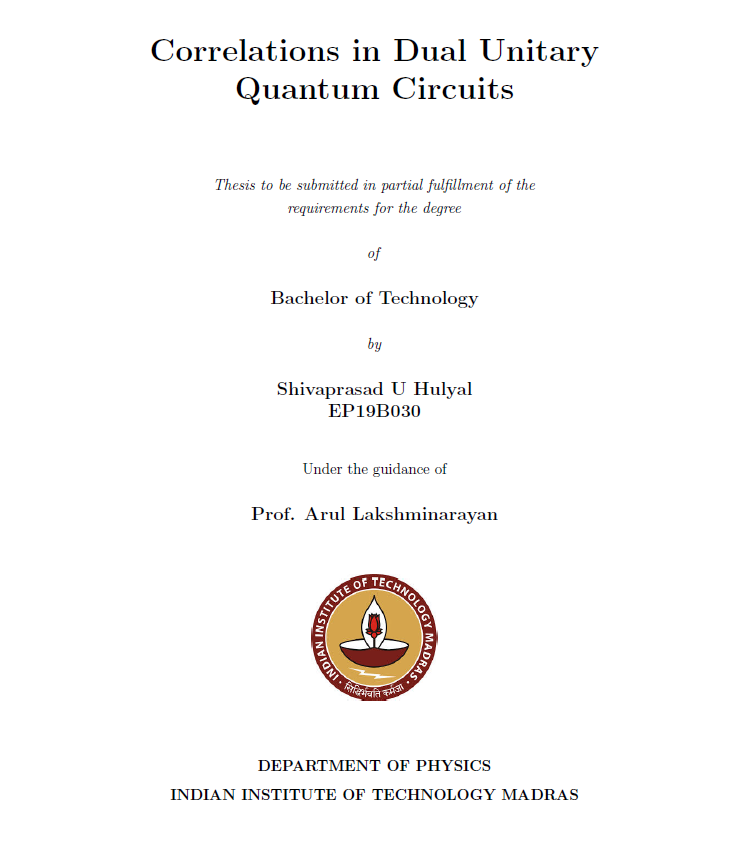 Correlations in Dual Unitary
Quantum Circuits
Thesis to be submitted in partial fulfillment of the
requirements for the degree
of
Bachelor of Technology
by
Shivaprasad U Hulyal
EP19B030
Under the guidance of
Prof. Arul Lakshminarayan
INDIAN INSTITUTE OF TECHNOLOGY MADRAS
सिद्धिर्भवति कर्मजा
DEPARTMENT OF PHYSICS
INDIAN INSTITUTE OF TECHNOLOGY MADRAS